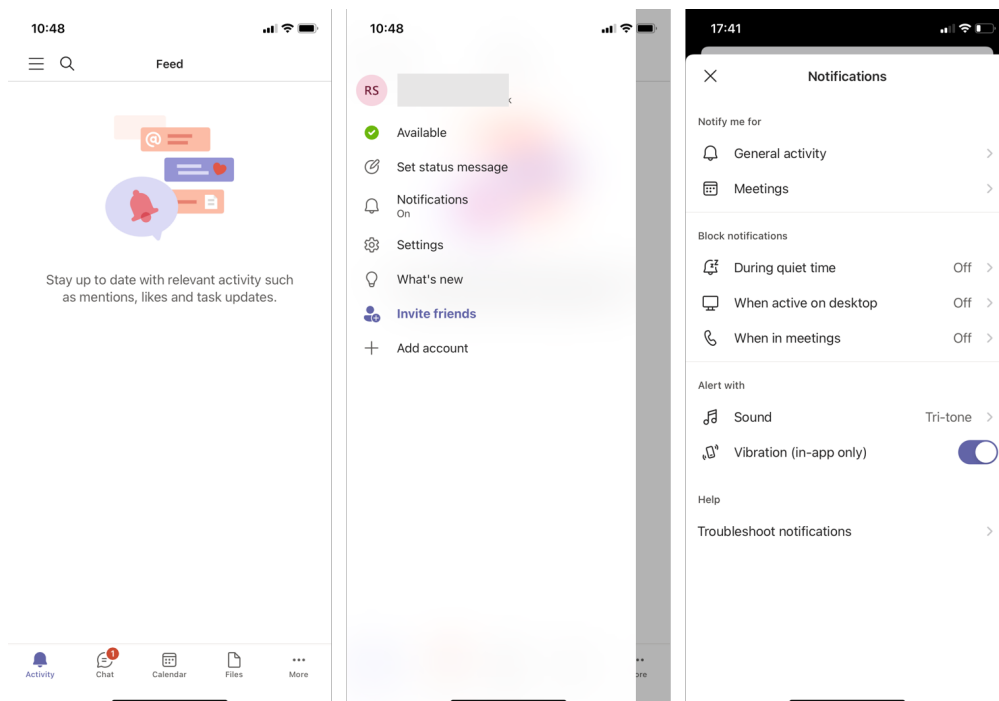 10:48
Feed
@
Stay up to date with relevant activity such
as mentions, likes and task updates.
Activity
1
Chat
Calendar
Files
More
10:48
RS
Available
Set status message
Notifications
On
Settings
What's new
Invite friends
Add account
17:41
Notifications
Notify me for
General activity
Meetings
Block notifications
During quiet time Off
When active on desktop Off
When in meetings Off
Alert with
Sound Tri-tone
Vibration (in-app only)
Help
Troubleshoot notifications